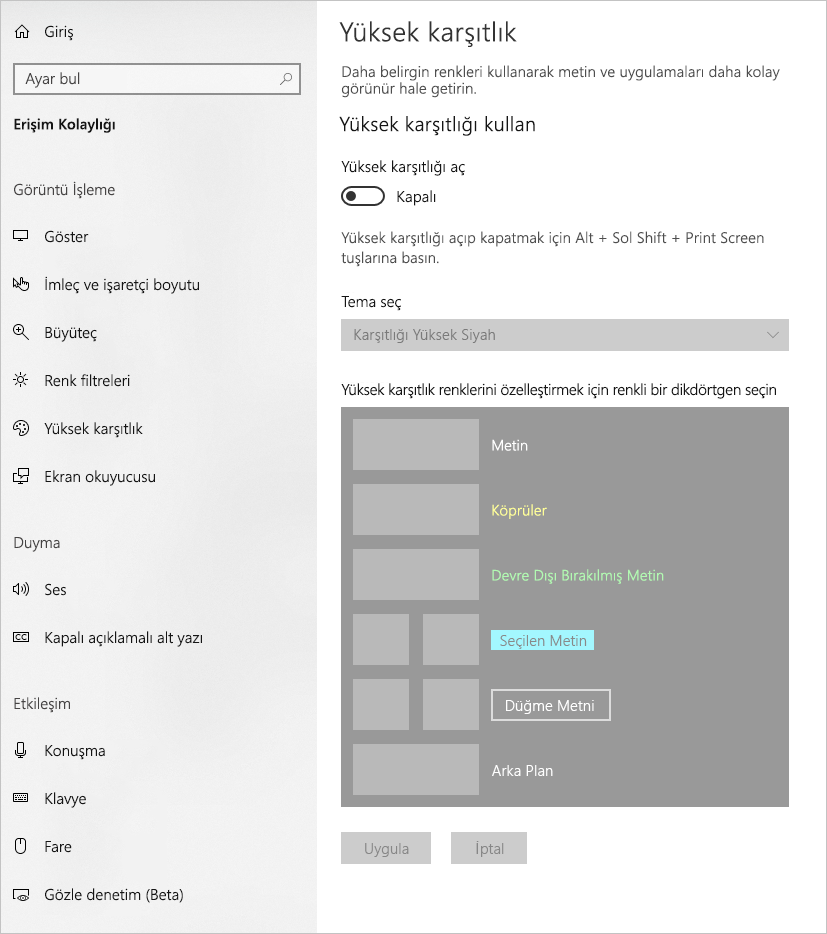 Giriş
Ayar bul
Erişim Kolaylığı
Görüntü İşleme
Göster
İmleç ve işaretçi boyutu
Büyüteç
Renk filtreleri
Yüksek karşıtlık
Ekran okuyucusu
Duyma
Ses
CC Kapalı açıklamalı alt yazı
Etkileşim
Konuşma
Klavye
Fare
Gözle denetim (Beta)
Yüksek karşıtlık
Daha belirgin renkleri kullanarak metin ve uygulamaları daha kolay
görünür hale getirin.
Yüksek karşıtlığı kullan
Yüksek karşıtlığı aç
Kapalı
Yüksek karşıtlığı açıp kapatmak için Alt + Sol Shift + Print Screen
tuşlarına basın.
Tema seç
Karşıtlığı Yüksek Siyah
Yüksek karşıtlık renklerini özelleştirmek için renkli bir dikdörtgen seçin
Metin
Köprüler
Devre Dışı Bırakılmış Metin
Seçilen Metin
Düğme Metni
Arka Plan
Uygula İptal